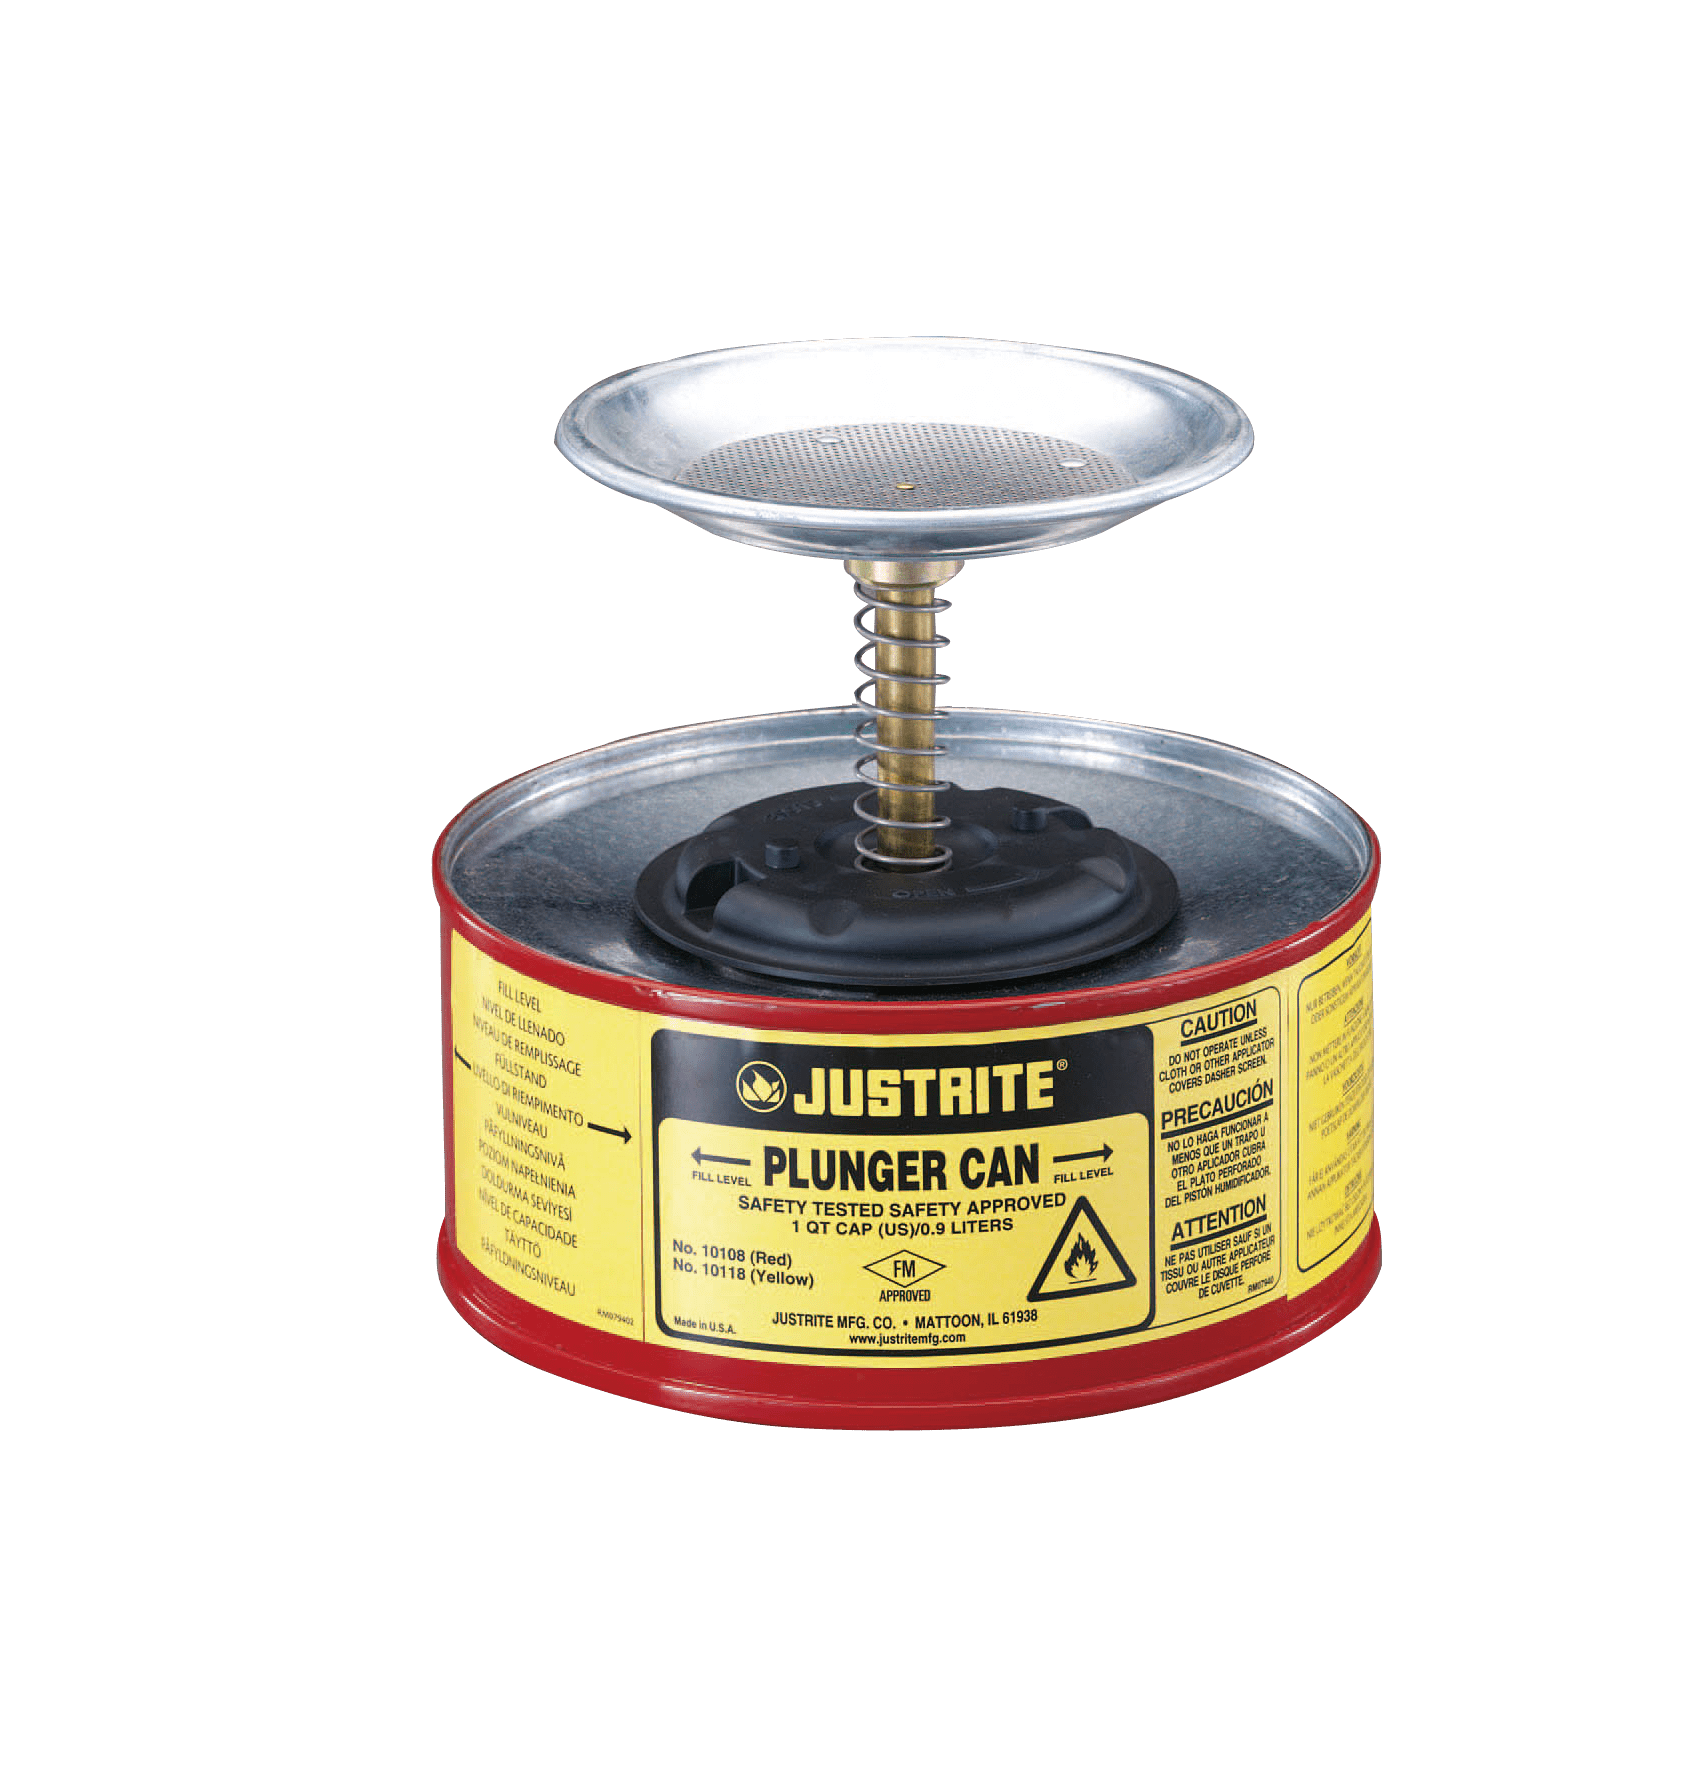 OPEN
FILL LEVEL
NIVEL DE LLENADO
NIVEAU DE REMPLISSAGE
FÜLLSTAND
LIVELLO DI RIEMPIMENTO
VULNIVEAU
PÅFYLLNINGSNIVÅ
POZIOM NAPEŁNIENIA
DOLDURMA SEVİYESİ
NÍVEL DE CAPACIDADE
TÄYTTÖ
PÅFYLDNINGSNIVEAU
RM079402
JUSTRITE®
PLUNGER CAN
FILL LEVEL
FILL LEVEL
SAFETY TESTED SAFETY APPROVED
1 QT CAP (US)/0.9 LITERS
No. 10108 (Red)
No. 10118 (Yellow)
FM
APPROVED
Made in U.S.A.
JUSTRITE MFG. CO. • MATTOON, IL 61938
www.justritemfg.com
CAUTION
DO NOT OPERATE UNLESS
CLOTH OR OTHER APPLICATOR
COVERS DASHER SCREEN.
PRECAUCIÓN
NO LO HAGA FUNCIONAR A
MENOS QUE UN TRAPO U
OTRO APLICADOR CUBRA
EL PLATO PERFORADO
DEL PISTÓN HUMIDIFICADOR.
ATTENTION
NE PAS UTILISER SAUF SI UN
TISSU OU AUTRE APPLICATEUR
COUVRE LE DISQUE PERFORÉ
DE CUVETTE.
RM07940